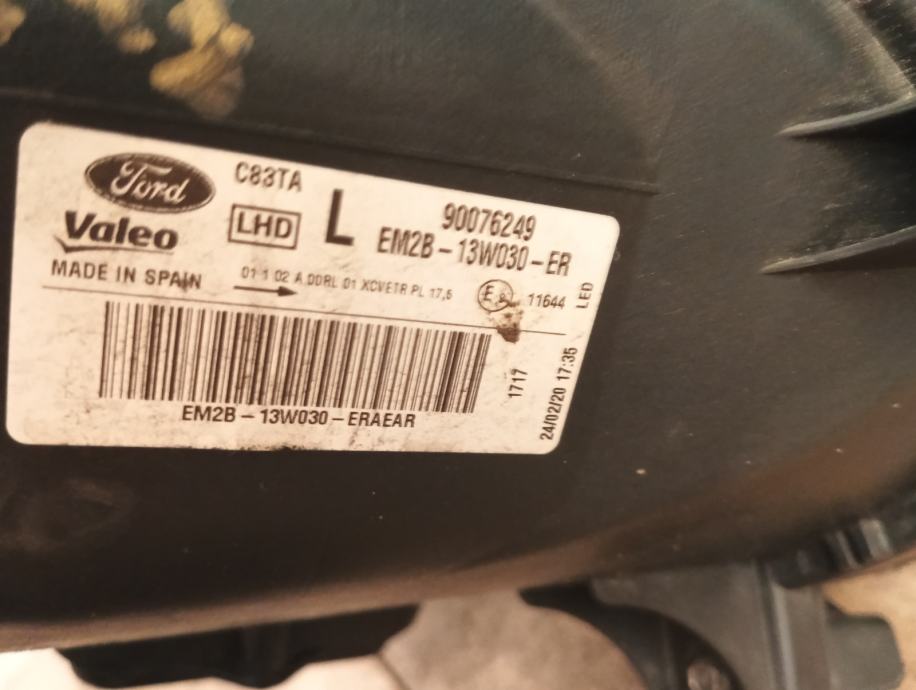 Ford
C83TA
Valeo
LHD
L
90076249
EM2B-13W030-ER
MADE IN SPAIN
01 1 02 A 00RL 01 XCVETR PL 17,5
E
11644
LED
EM2B-13W030-ERAEAR
1717
24/02/20 17:35